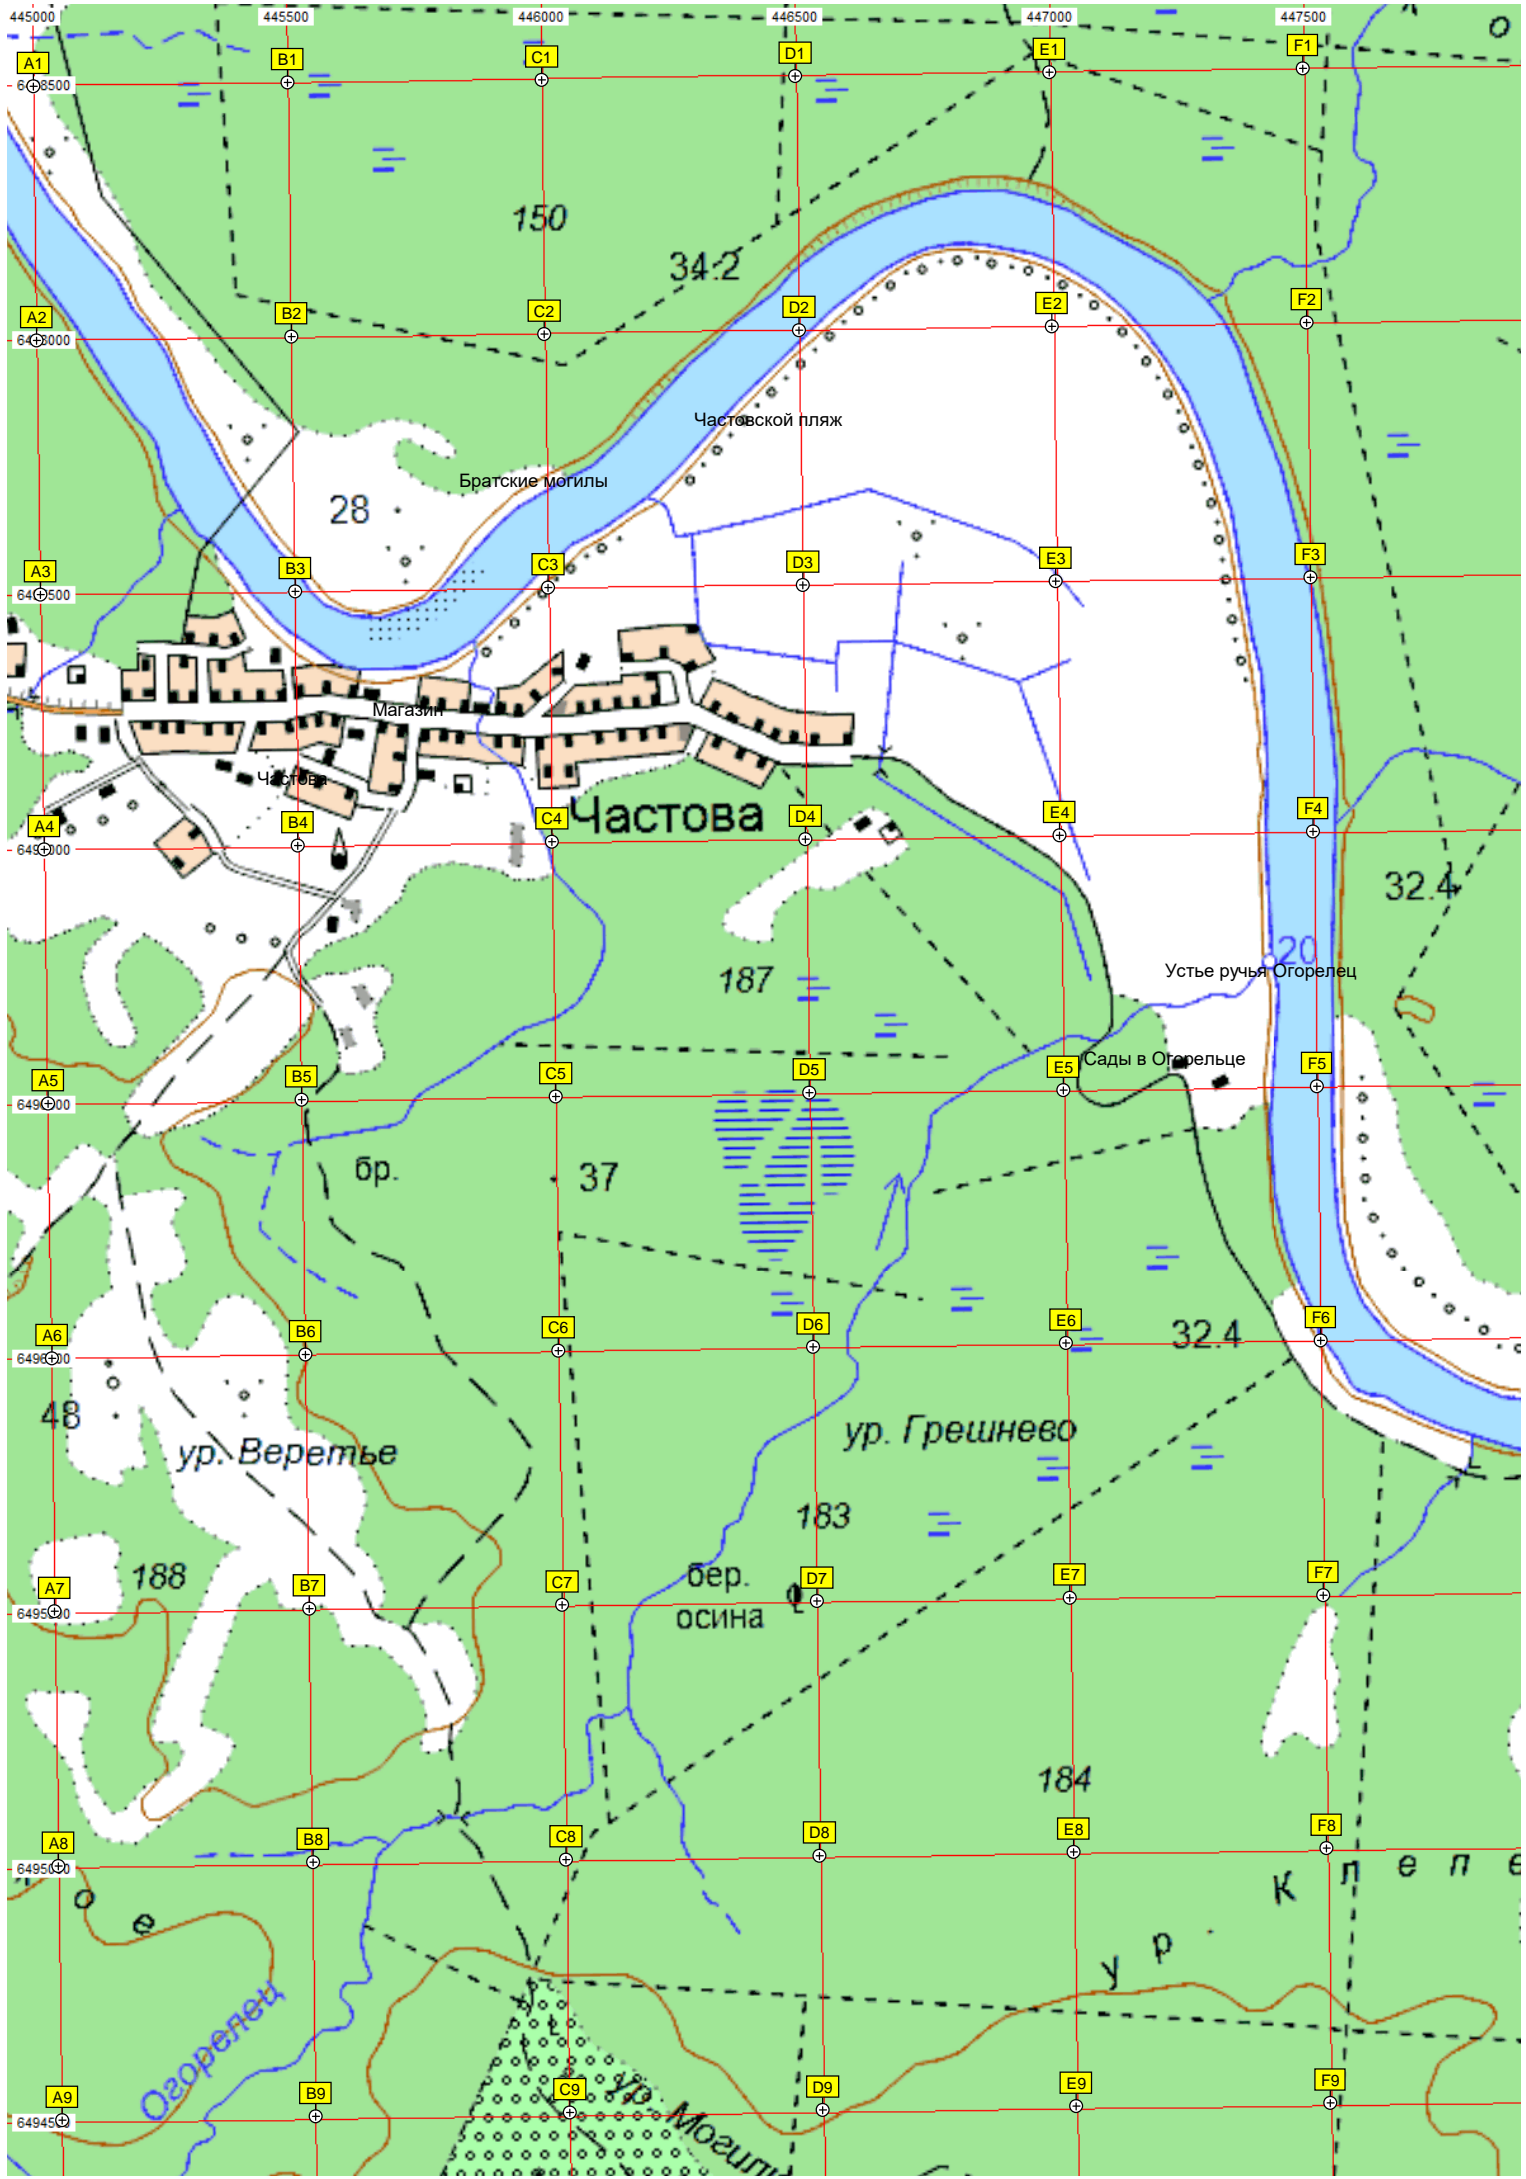 445000 445500 446000 446500 447000 447500
о
A1 B1 C1 D1 E1 F1
150
34.2
A2 B2 C2 D2 E2 F2
Частовской пляж
Братские могилы
28
A3 B3 C3 D3 E3 F3
Магазин
Частова
Частова
A4 B4 C4 D4 E4 F4
32.4
20
187
Устье ручья Огорелец
Сады в Огорельце
A5 B5 C5 D5 E5 F5
бр.
37
A6 B6 C6 D6 E6 F6
32.4
48
ур. Веретье
ур. Грешнево
183
188
бер.
осина
A7 B7 C7 D7 E7 F7
184
A8 B8 C8 D8 E8 F8
о е
ур. К л е п е
Огорелец
A9 B9 C9 D9 E9 F9
ур. Могил